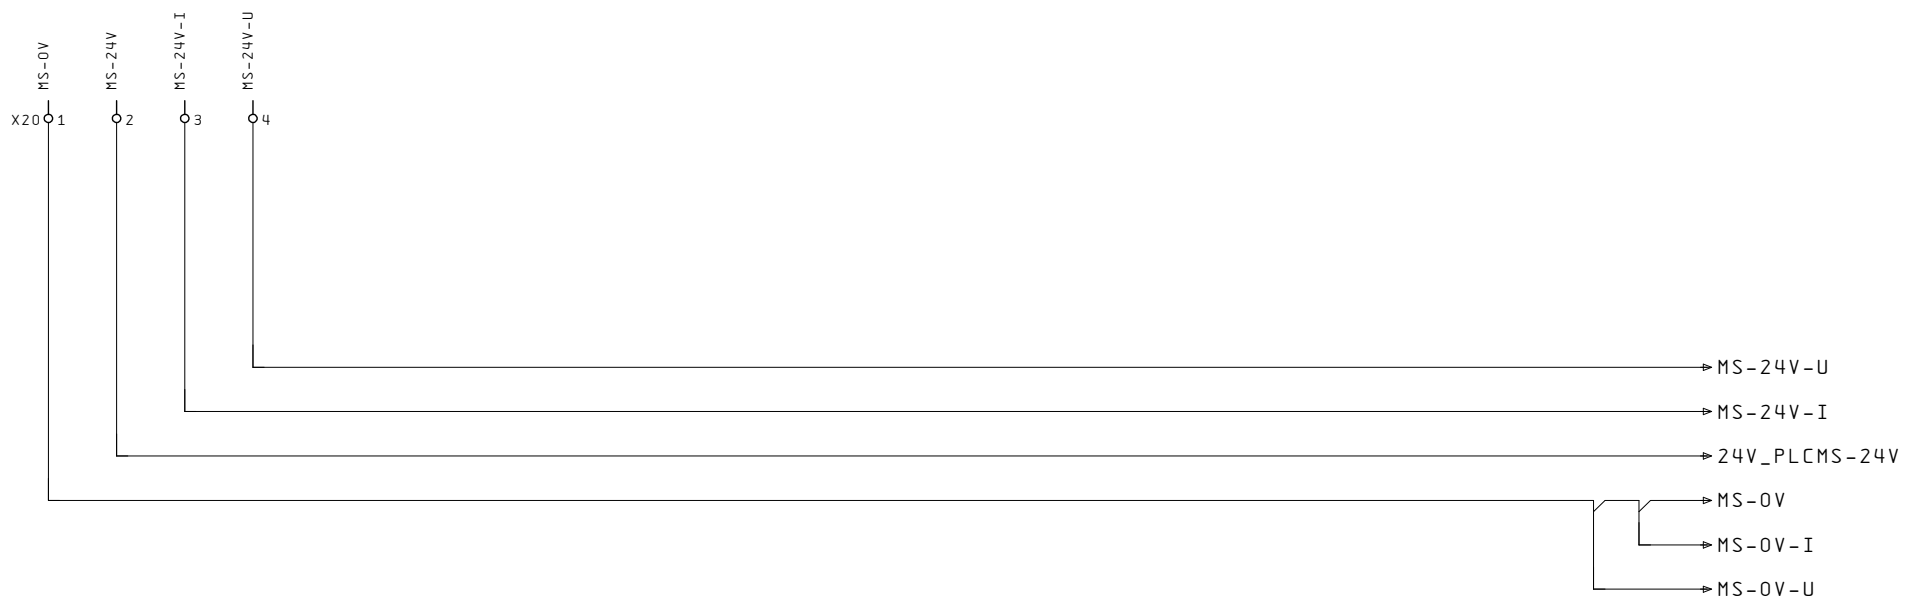 MS-0V
MS-24V
MS-24V-I
MS-24V-U
X20 1 2 3 4
MS-24V-U
MS-24V-I
24V_PLCMS-24V
MS-0V
MS-0V-I
MS-0V-U